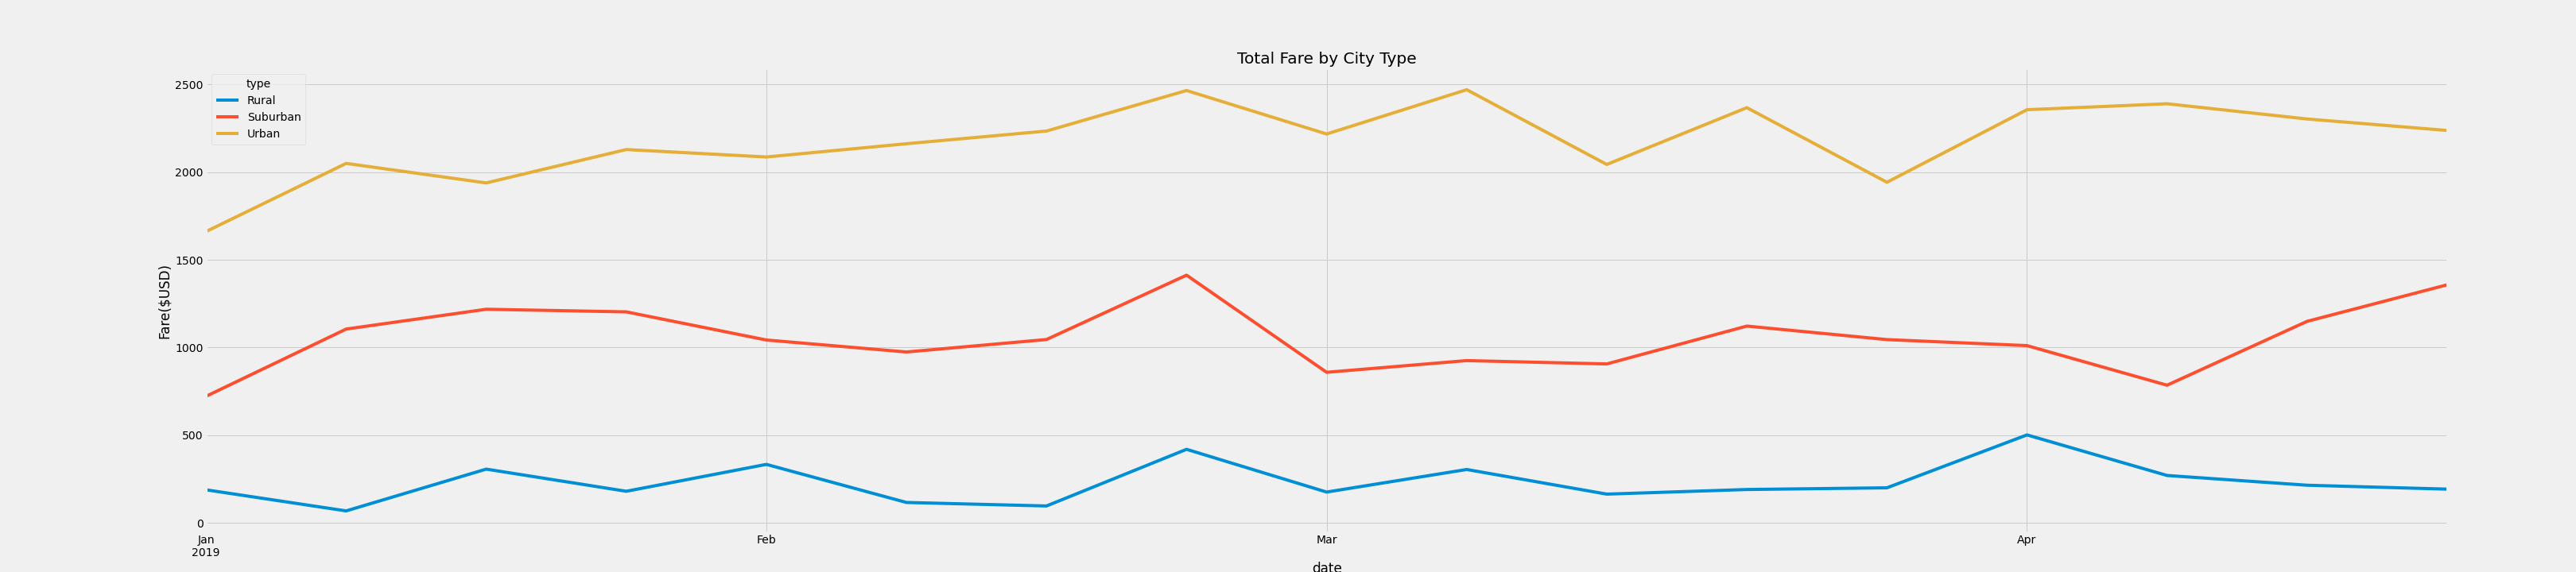 Total Fare by City Type
type
Rural
Suburban
Urban
Fare($USD)
2500
2000
1500
1000
500
0
Jan
2019
Feb
Mar
Apr
date